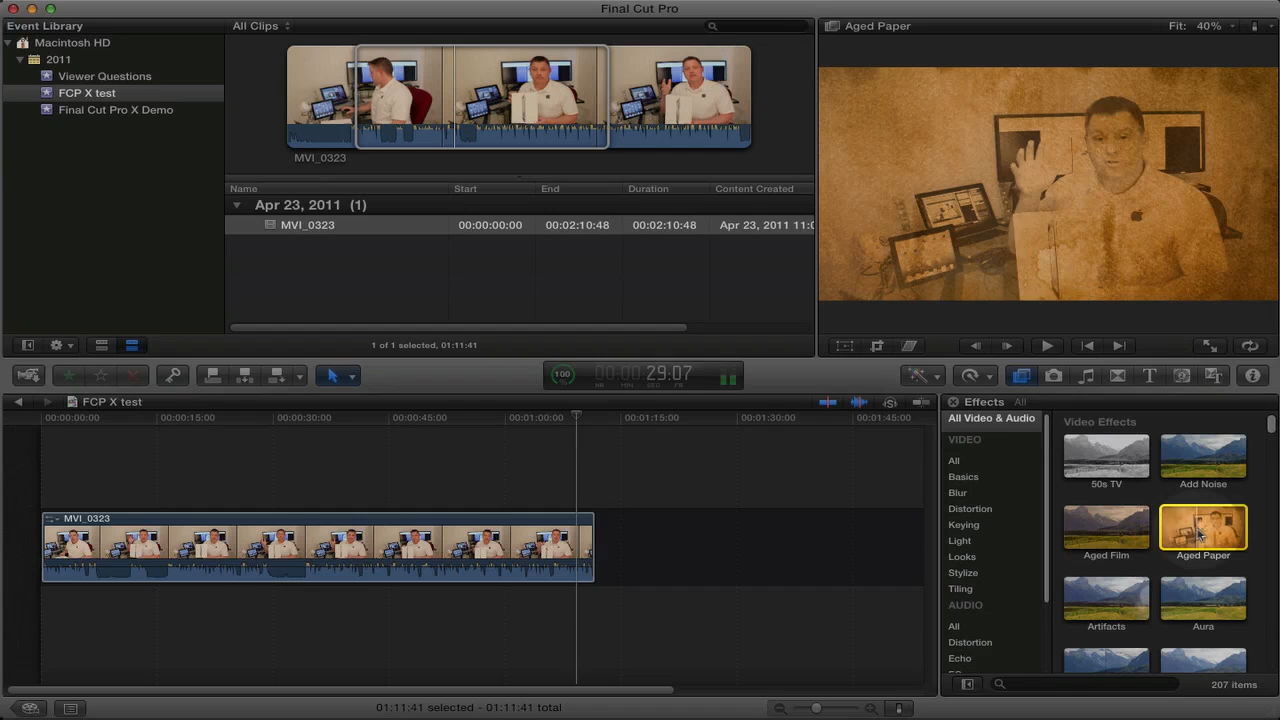 Final Cut Pro
Event Library
All Clips
Aged Paper
Fit: 40%
Macintosh HD
2011
Viewer Questions
FCP X test
Final Cut Pro X Demo
MVI_0323
Name Start End Duration Content Created
Apr 23, 2011 (1)
MVI_0323 00:00:00:00 00:02:10:48 00:02:10:48 Apr 23, 2011 11:0
1 of 1 selected, 01:11:41
100 % 29:07
HR MIN SEC FR
FCP X test
00:00:00:00 00:00:15:00 00:00:30:00 00:00:45:00 00:01:00:00 00:01:15:00 00:01:30:00 00:01:45:00
MVI_0323
Effects All
All Video & Audio
VIDEO
All
Basics
Blur
Distortion
Keying
Light
Looks
Stylize
Tiling
AUDIO
All
Distortion
Echo
Video Effects
50s TV Add Noise
Aged Film Aged Paper
Artifacts Aura
207 items
01:11:41 selected - 01:11:41 total